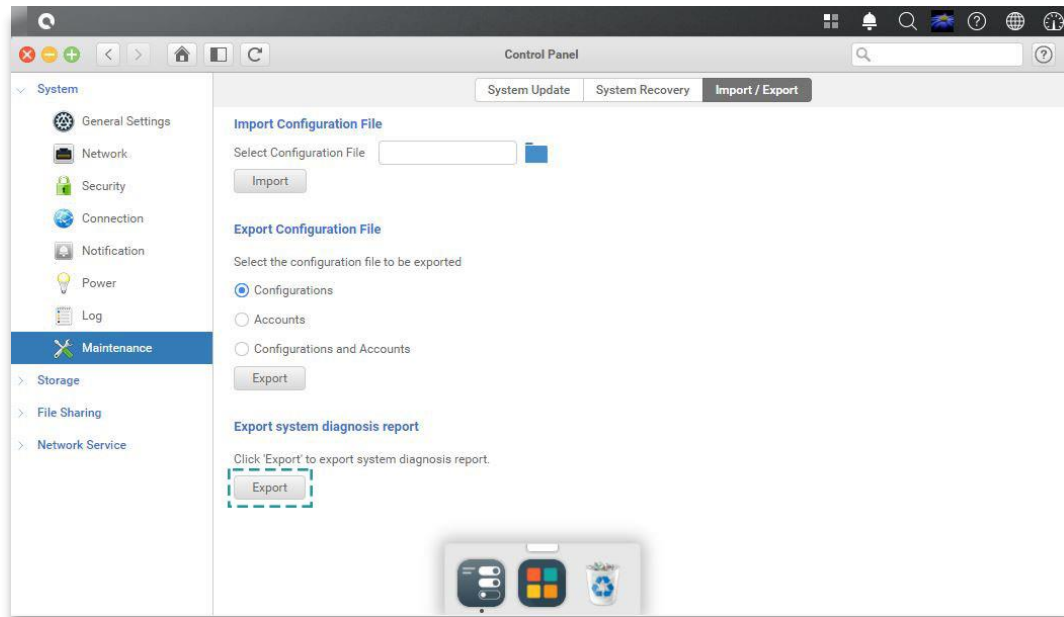 Control Panel
System
General Settings
Network
Security
Connection
Notification
Power
Log
Maintenance
Storage
File Sharing
Network Service
System Update
System Recovery
Import / Export
Import Configuration File
Select Configuration File
Import
Export Configuration File
Select the configuration file to be exported
Configurations
Accounts
Configurations and Accounts
Export
Export system diagnosis report
Click 'Export' to export system diagnosis report.
Export